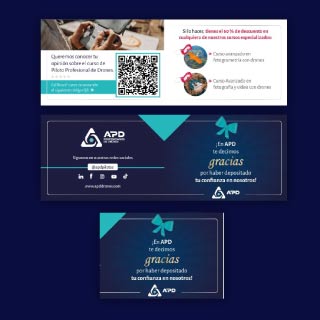 Queremos conocer tu
opinión sobre el curso de
Piloto Profesional de Drones.
Si lo haces, tienes el 60 % de descuento en
cualquiera de nuestros cursos especializados
Curso avanzado en
fotogrametría con drones
Curso Avanzado en
fotografía y video con drones
APD
Síguenos en nuestras redes sociales
@apdpilotos
www.apddrones.com
¡En APD
te decimos
gracias
por haber depositado
tu confianza en nosotros!
APD
¡En APD
te decimos
gracias
por haber depositado
tu confianza en nosotros!
APD